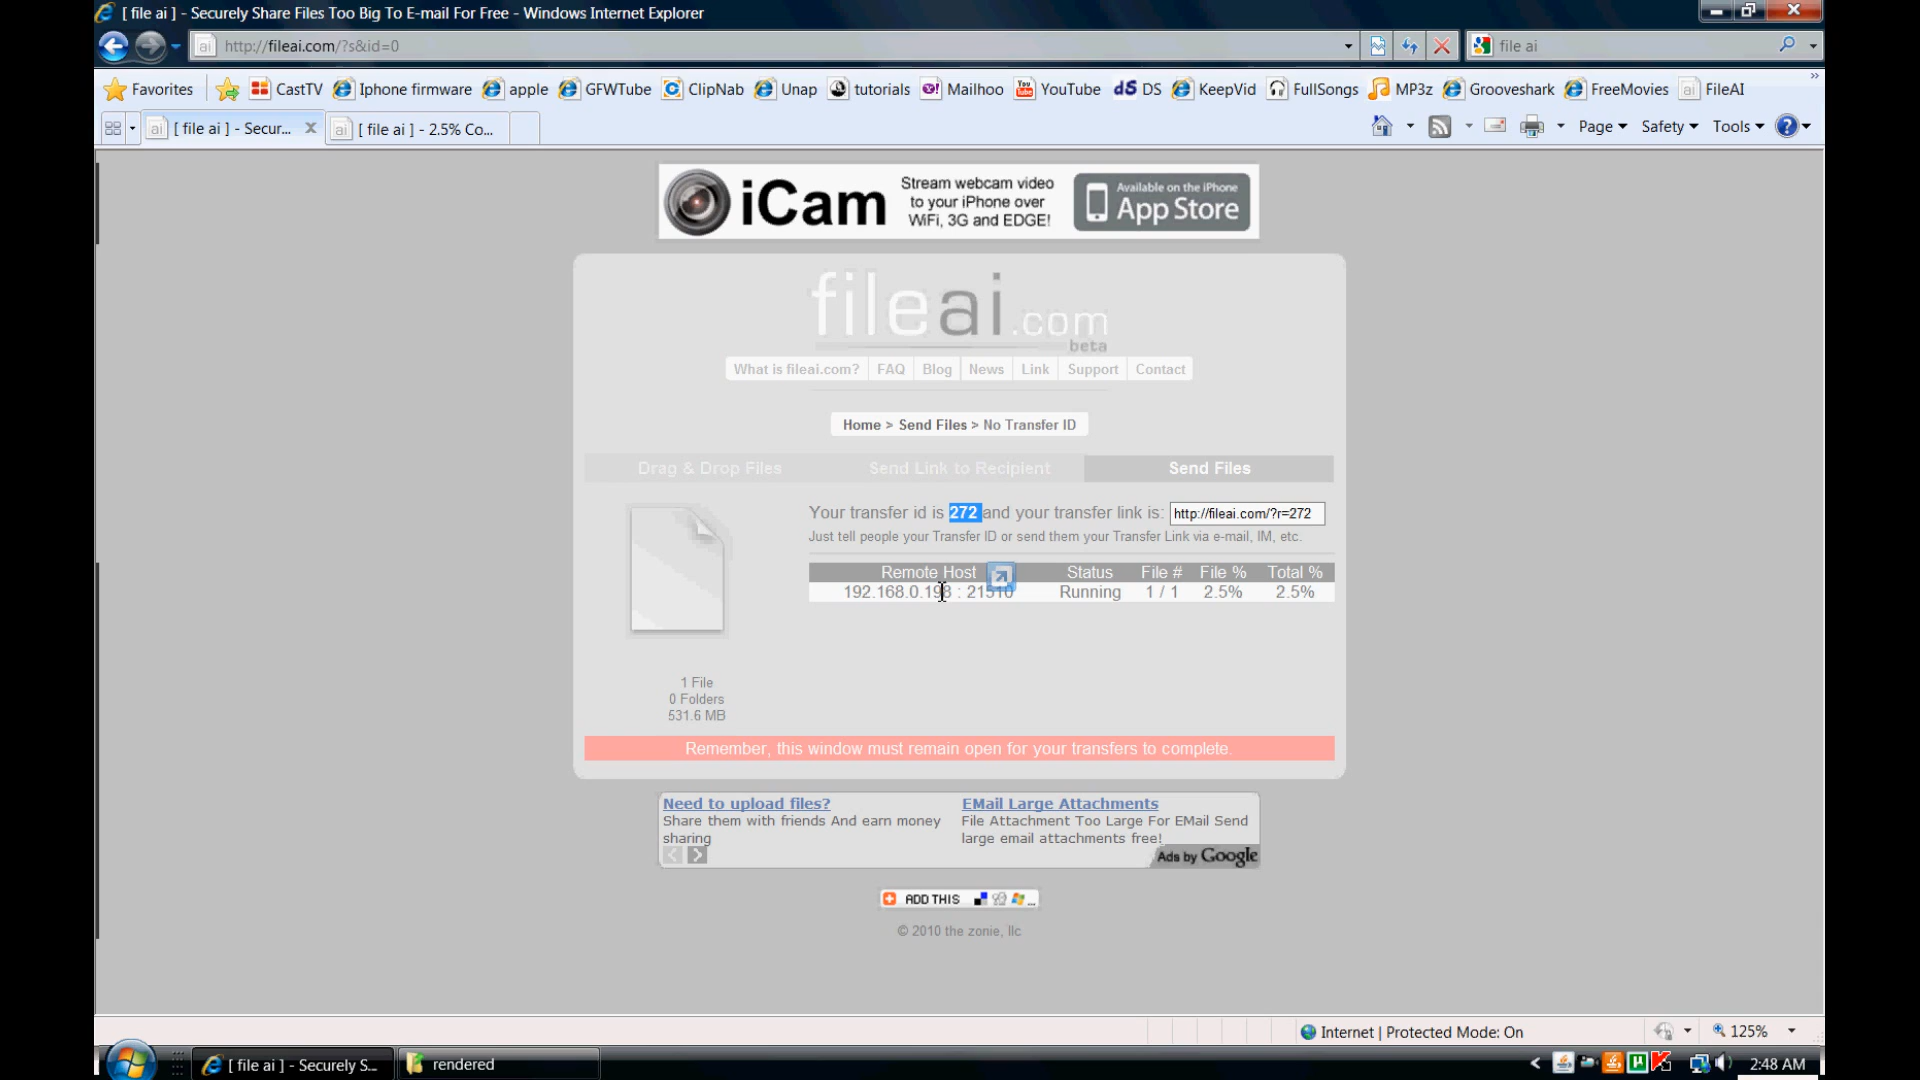 [ file ai ] - Securely Share Files Too Big To E-mail For Free - Windows Internet Explorer
ai http://fileai.com/?s&id=0 file ai
Favorites CastTV Iphone firmware apple GFWTube ClipNab Unap tutorials Mailhoo YouTube dS DS KeepVid FullSongs MP3z Grooveshark FreeMovies ai FileAI
ai [ file ai ] - Secur... ai [ file ai ] - 2.5% Co... Page Safety Tools
iCam
Stream webcam video
to your iPhone over
WiFi, 3G and EDGE!
Available on the iPhone
App Store
fileai.com
beta
What is fileai.com? FAQ Blog News Link Support Contact
Home > Send Files > No Transfer ID
Drag & Drop Files Send Link to Recipient Send Files
Your transfer id is 272 and your transfer link is: http://fileai.com/?r=272
Just tell people your Transfer ID or send them your Transfer Link via e-mail, IM, etc.
Remote Host Status File # File % Total %
192.168.0.198 : 21510 Running 1 / 1 2.5% 2.5%
1 File
0 Folders
531.6 MB
Remember, this window must remain open for your transfers to complete.
Need to upload files?
Share them with friends And earn money
sharing
EMail Large Attachments
File Attachment Too Large For EMail Send
large email attachments free!
Ads by Google
ADD THIS ...
© 2010 the zonie, llc
Internet | Protected Mode: On 125%
[ file ai ] - Securely S... rendered 2:48 AM